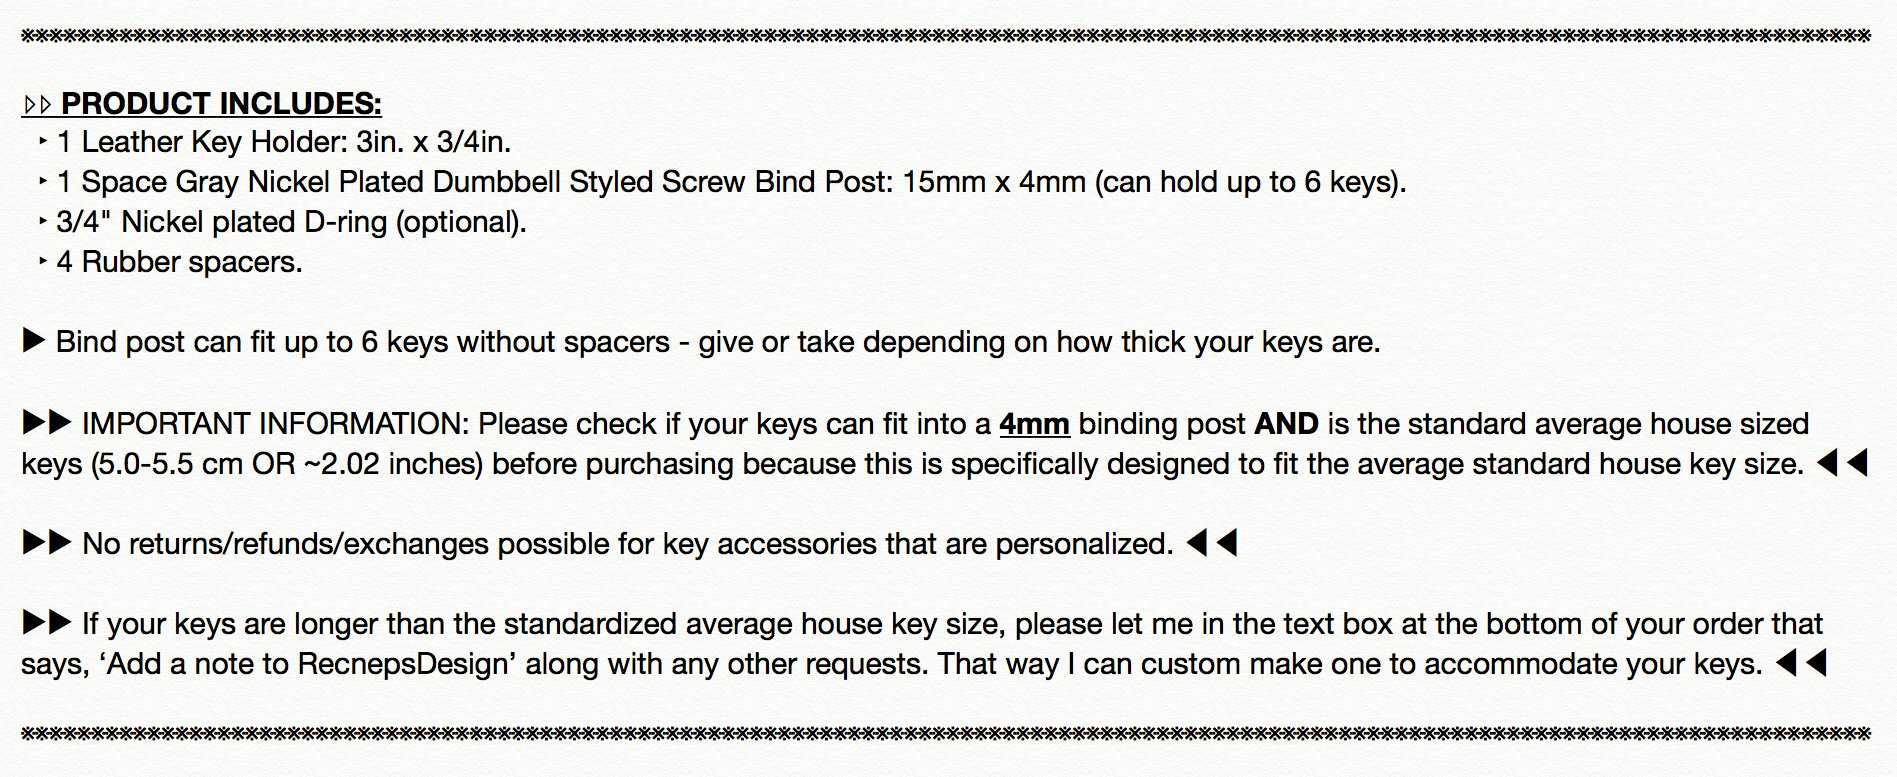 ▷▷ PRODUCT INCLUDES:
‣ 1 Leather Key Holder: 3in. x 3/4in.
‣ 1 Space Gray Nickel Plated Dumbbell Styled Screw Bind Post: 15mm x 4mm (can hold up to 6 keys).
‣ 3/4" Nickel plated D-ring (optional).
‣ 4 Rubber spacers.
▶ Bind post can fit up to 6 keys without spacers - give or take depending on how thick your keys are.
▶▶ IMPORTANT INFORMATION: Please check if your keys can fit into a 4mm binding post AND is the standard average house sized
keys (5.0-5.5 cm OR ~2.02 inches) before purchasing because this is specifically designed to fit the average standard house key size. ◀◀
▶▶ No returns/refunds/exchanges possible for key accessories that are personalized. ◀◀
▶▶ If your keys are longer than the standardized average house key size, please let me in the text box at the bottom of your order that
says, ‘Add a note to RecnepsDesign’ along with any other requests. That way I can custom make one to accommodate your keys. ◀◀